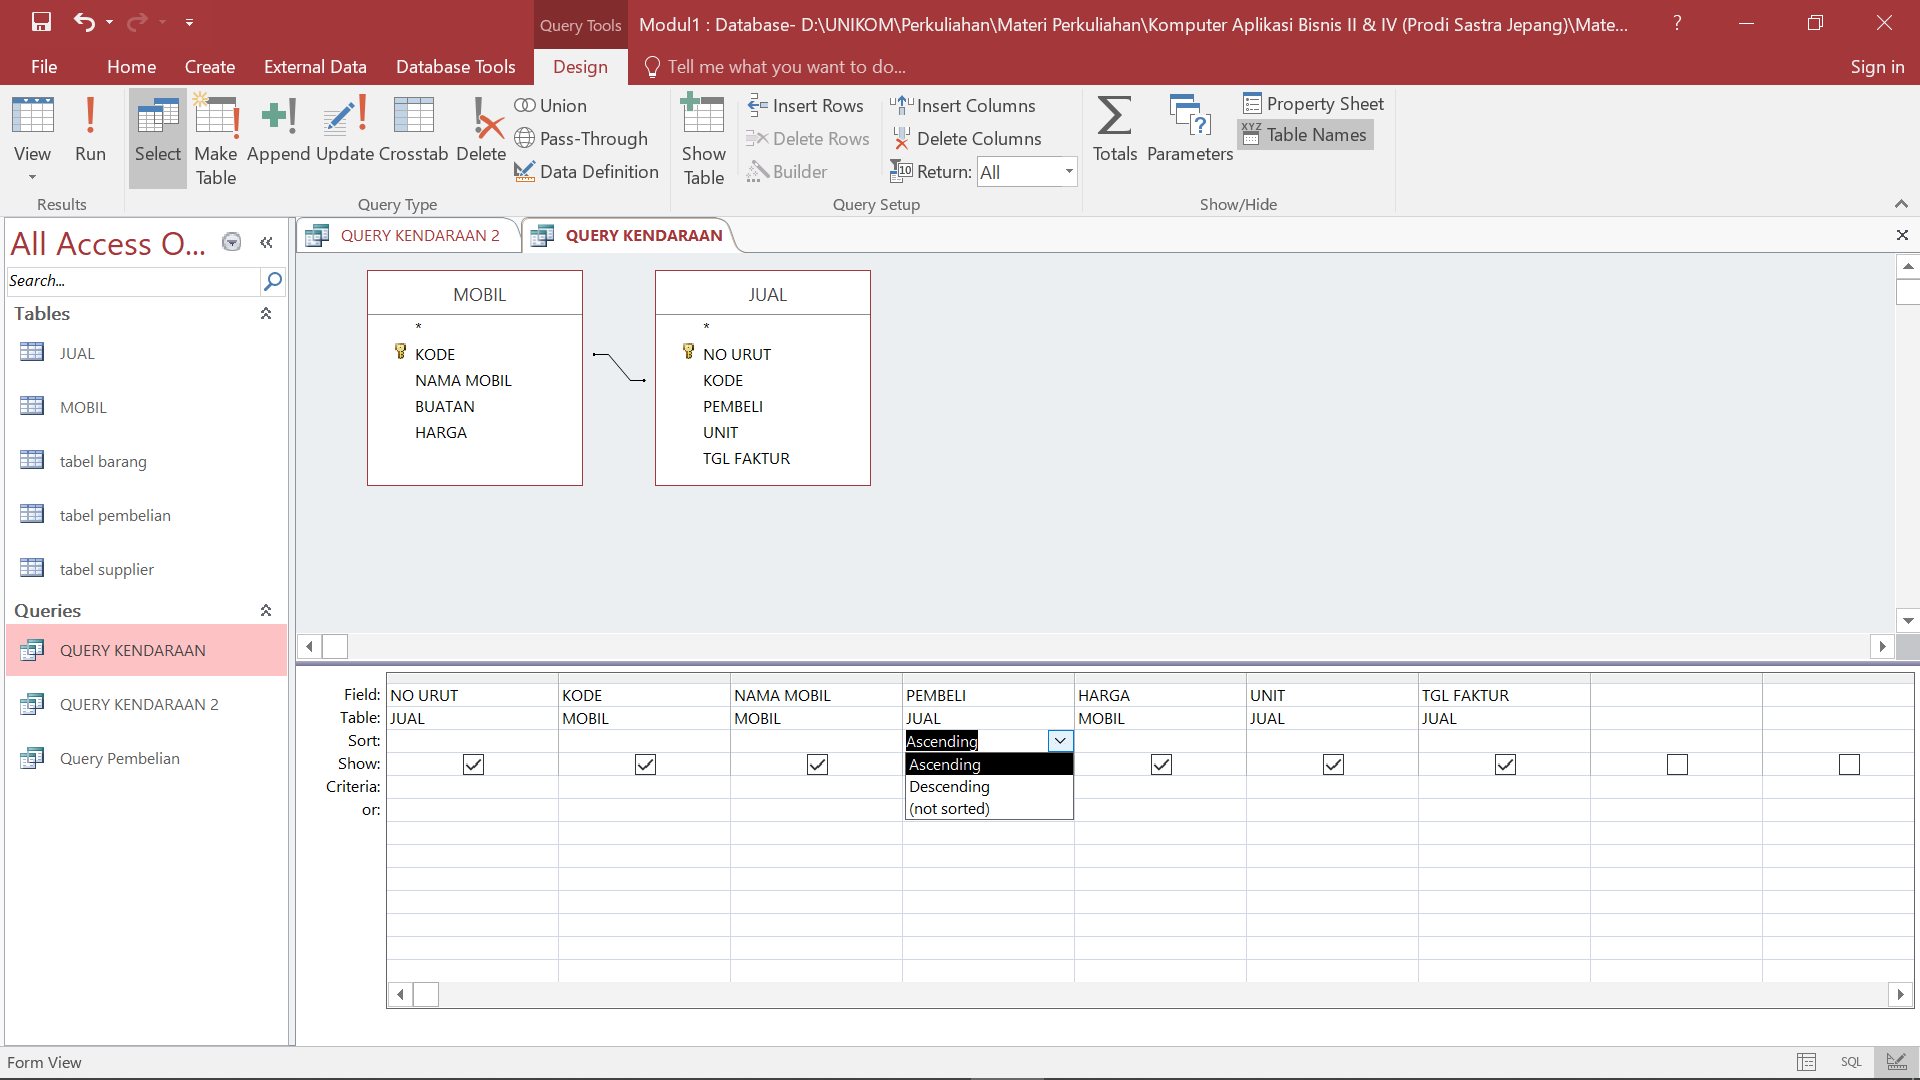 Query Tools
Modul1 : Database- D:\UNIKOM\Perkuliahan\Materi Perkuliahan\Komputer Aplikasi Bisnis II & IV (Prodi Sastra Jepang)\Mate...
?
File Home Create External Data Database Tools Design Tell me what you want to do... Sign in
View
Run
Select
Make Table
Append
Update
Crosstab
Delete
Union
Pass-Through
Data Definition
Show Table
Insert Rows
Delete Rows
Builder
Insert Columns
Delete Columns
Return: All
Totals
Parameters
Property Sheet
Table Names
Results
Query Type
Query Setup
Show/Hide
All Access O...
Search...
Tables
JUAL
MOBIL
tabel barang
tabel pembelian
tabel supplier
Queries
QUERY KENDARAAN
QUERY KENDARAAN 2
Query Pembelian
QUERY KENDARAAN 2
QUERY KENDARAAN
MOBIL
*
KODE
NAMA MOBIL
BUATAN
HARGA
JUAL
*
NO URUT
KODE
PEMBELI
UNIT
TGL FAKTUR
Field: NO URUT KODE NAMA MOBIL PEMBELI HARGA UNIT TGL FAKTUR
Table: JUAL MOBIL MOBIL JUAL MOBIL JUAL JUAL
Sort: Ascending
Show:
Criteria:
or:
Ascending
Descending
(not sorted)
Form View
SQL